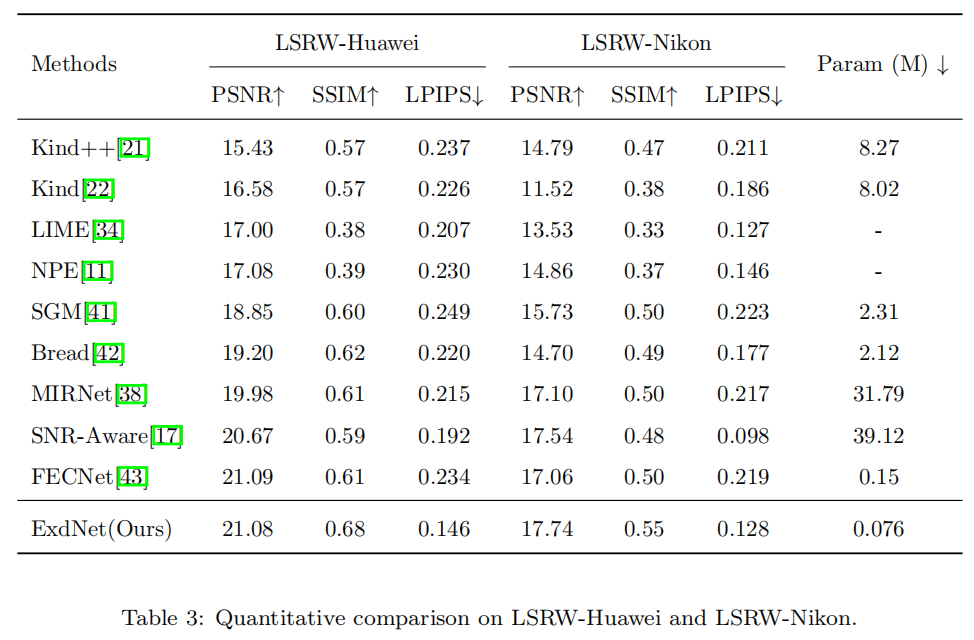 Methods LSRW-Huawei LSRW-Nikon Param (M) ↓
PSNR↑ SSIM↑ LPIPS↓ PSNR↑ SSIM↑ LPIPS↓
Kind++[21] 15.43 0.57 0.237 14.79 0.47 0.211 8.27
Kind[22] 16.58 0.57 0.226 11.52 0.38 0.186 8.02
LIME[34] 17.00 0.38 0.207 13.53 0.33 0.127 -
NPE[11] 17.08 0.39 0.230 14.86 0.37 0.146 -
SGM[41] 18.85 0.60 0.249 15.73 0.50 0.223 2.31
Bread[42] 19.20 0.62 0.220 14.70 0.49 0.177 2.12
MIRNet[38] 19.98 0.61 0.215 17.10 0.50 0.217 31.79
SNR-Aware[17] 20.67 0.59 0.192 17.54 0.48 0.098 39.12
FECNet[43] 21.09 0.61 0.234 17.06 0.50 0.219 0.15
ExdNet(Ours) 21.08 0.68 0.146 17.74 0.55 0.128 0.076
Table 3: Quantitative comparison on LSRW-Huawei and LSRW-Nikon.